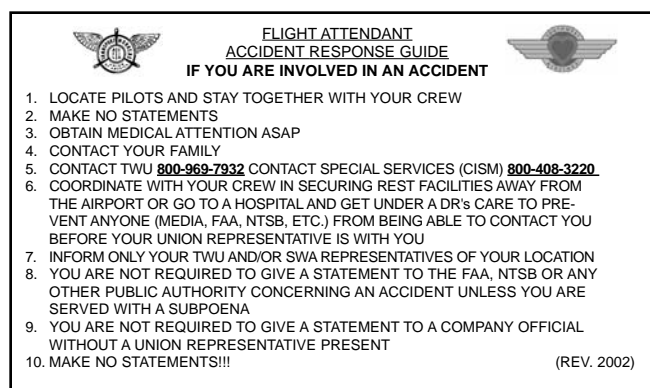 FLIGHT ATTENDANT
ACCIDENT RESPONSE GUIDE
IF YOU ARE INVOLVED IN AN ACCIDENT
1. LOCATE PILOTS AND STAY TOGETHER WITH YOUR CREW
2. MAKE NO STATEMENTS
3. OBTAIN MEDICAL ATTENTION ASAP
4. CONTACT YOUR FAMILY
5. CONTACT TWU 800-969-7932 CONTACT SPECIAL SERVICES (CISM) 800-408-3220
6. COORDINATE WITH YOUR CREW IN SECURING REST FACILITIES AWAY FROM
THE AIRPORT OR GO TO A HOSPITAL AND GET UNDER A DR's CARE TO PRE-
VENT ANYONE (MEDIA, FAA, NTSB, ETC.) FROM BEING ABLE TO CONTACT YOU
BEFORE YOUR UNION REPRESENTATIVE IS WITH YOU
7. INFORM ONLY YOUR TWU AND/OR SWA REPRESENTATIVES OF YOUR LOCATION
8. YOU ARE NOT REQUIRED TO GIVE A STATEMENT TO THE FAA, NTSB OR ANY
OTHER PUBLIC AUTHORITY CONCERNING AN ACCIDENT UNLESS YOU ARE
SERVED WITH A SUBPOENA
9. YOU ARE NOT REQUIRED TO GIVE A STATEMENT TO A COMPANY OFFICIAL
WITHOUT A UNION REPRESENTATIVE PRESENT
10. MAKE NO STATEMENTS!!! (REV. 2002)